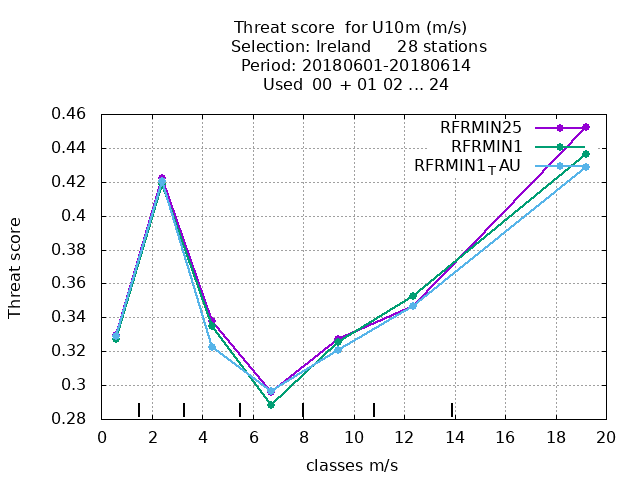 Threat score  for U10m (m/s)
Selection: Ireland     28 stations
Period: 20180601-20180614
Used  00 + 01 02 ... 24
0.46
0.44
0.42
0.4
0.38
0.36
0.34
0.32
0.3
0.28
Threat score
RFRMIN25
RFRMIN1
RFRMIN1TAU
0 2 4 6 8 10 12 14 16 18 20
classes m/s